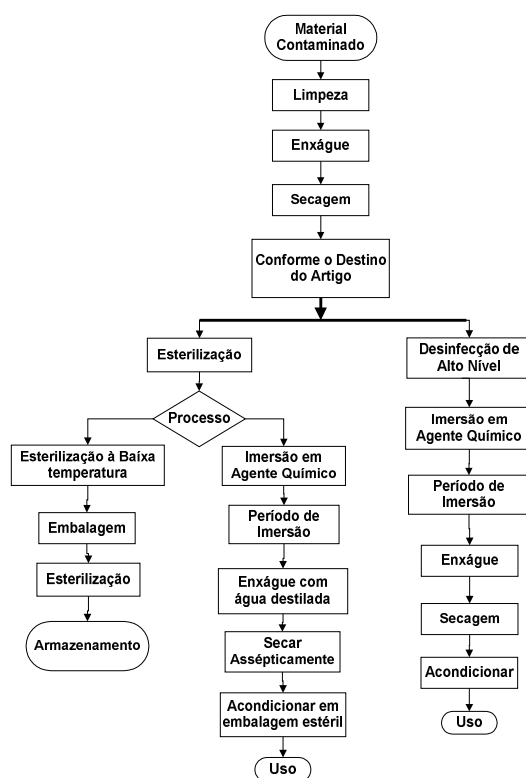 Material
Contaminado
Limpeza
Enxágue
Secagem
Conforme o Destino
do Artigo
Esterilização
Processo
Esterilização à Baixa
temperatura
Embalagem
Esterilização
Armazenamento
Imersão em
Agente Químico
Período de
Imersão
Enxágue com
água destilada
Secar
Assépticamente
Acondicionar em
embalagem estéril
Uso
Desinfecção de
Alto Nível
Imersão em
Agente Químico
Período de
Imersão
Enxágue
Secagem
Acondicionar
Uso